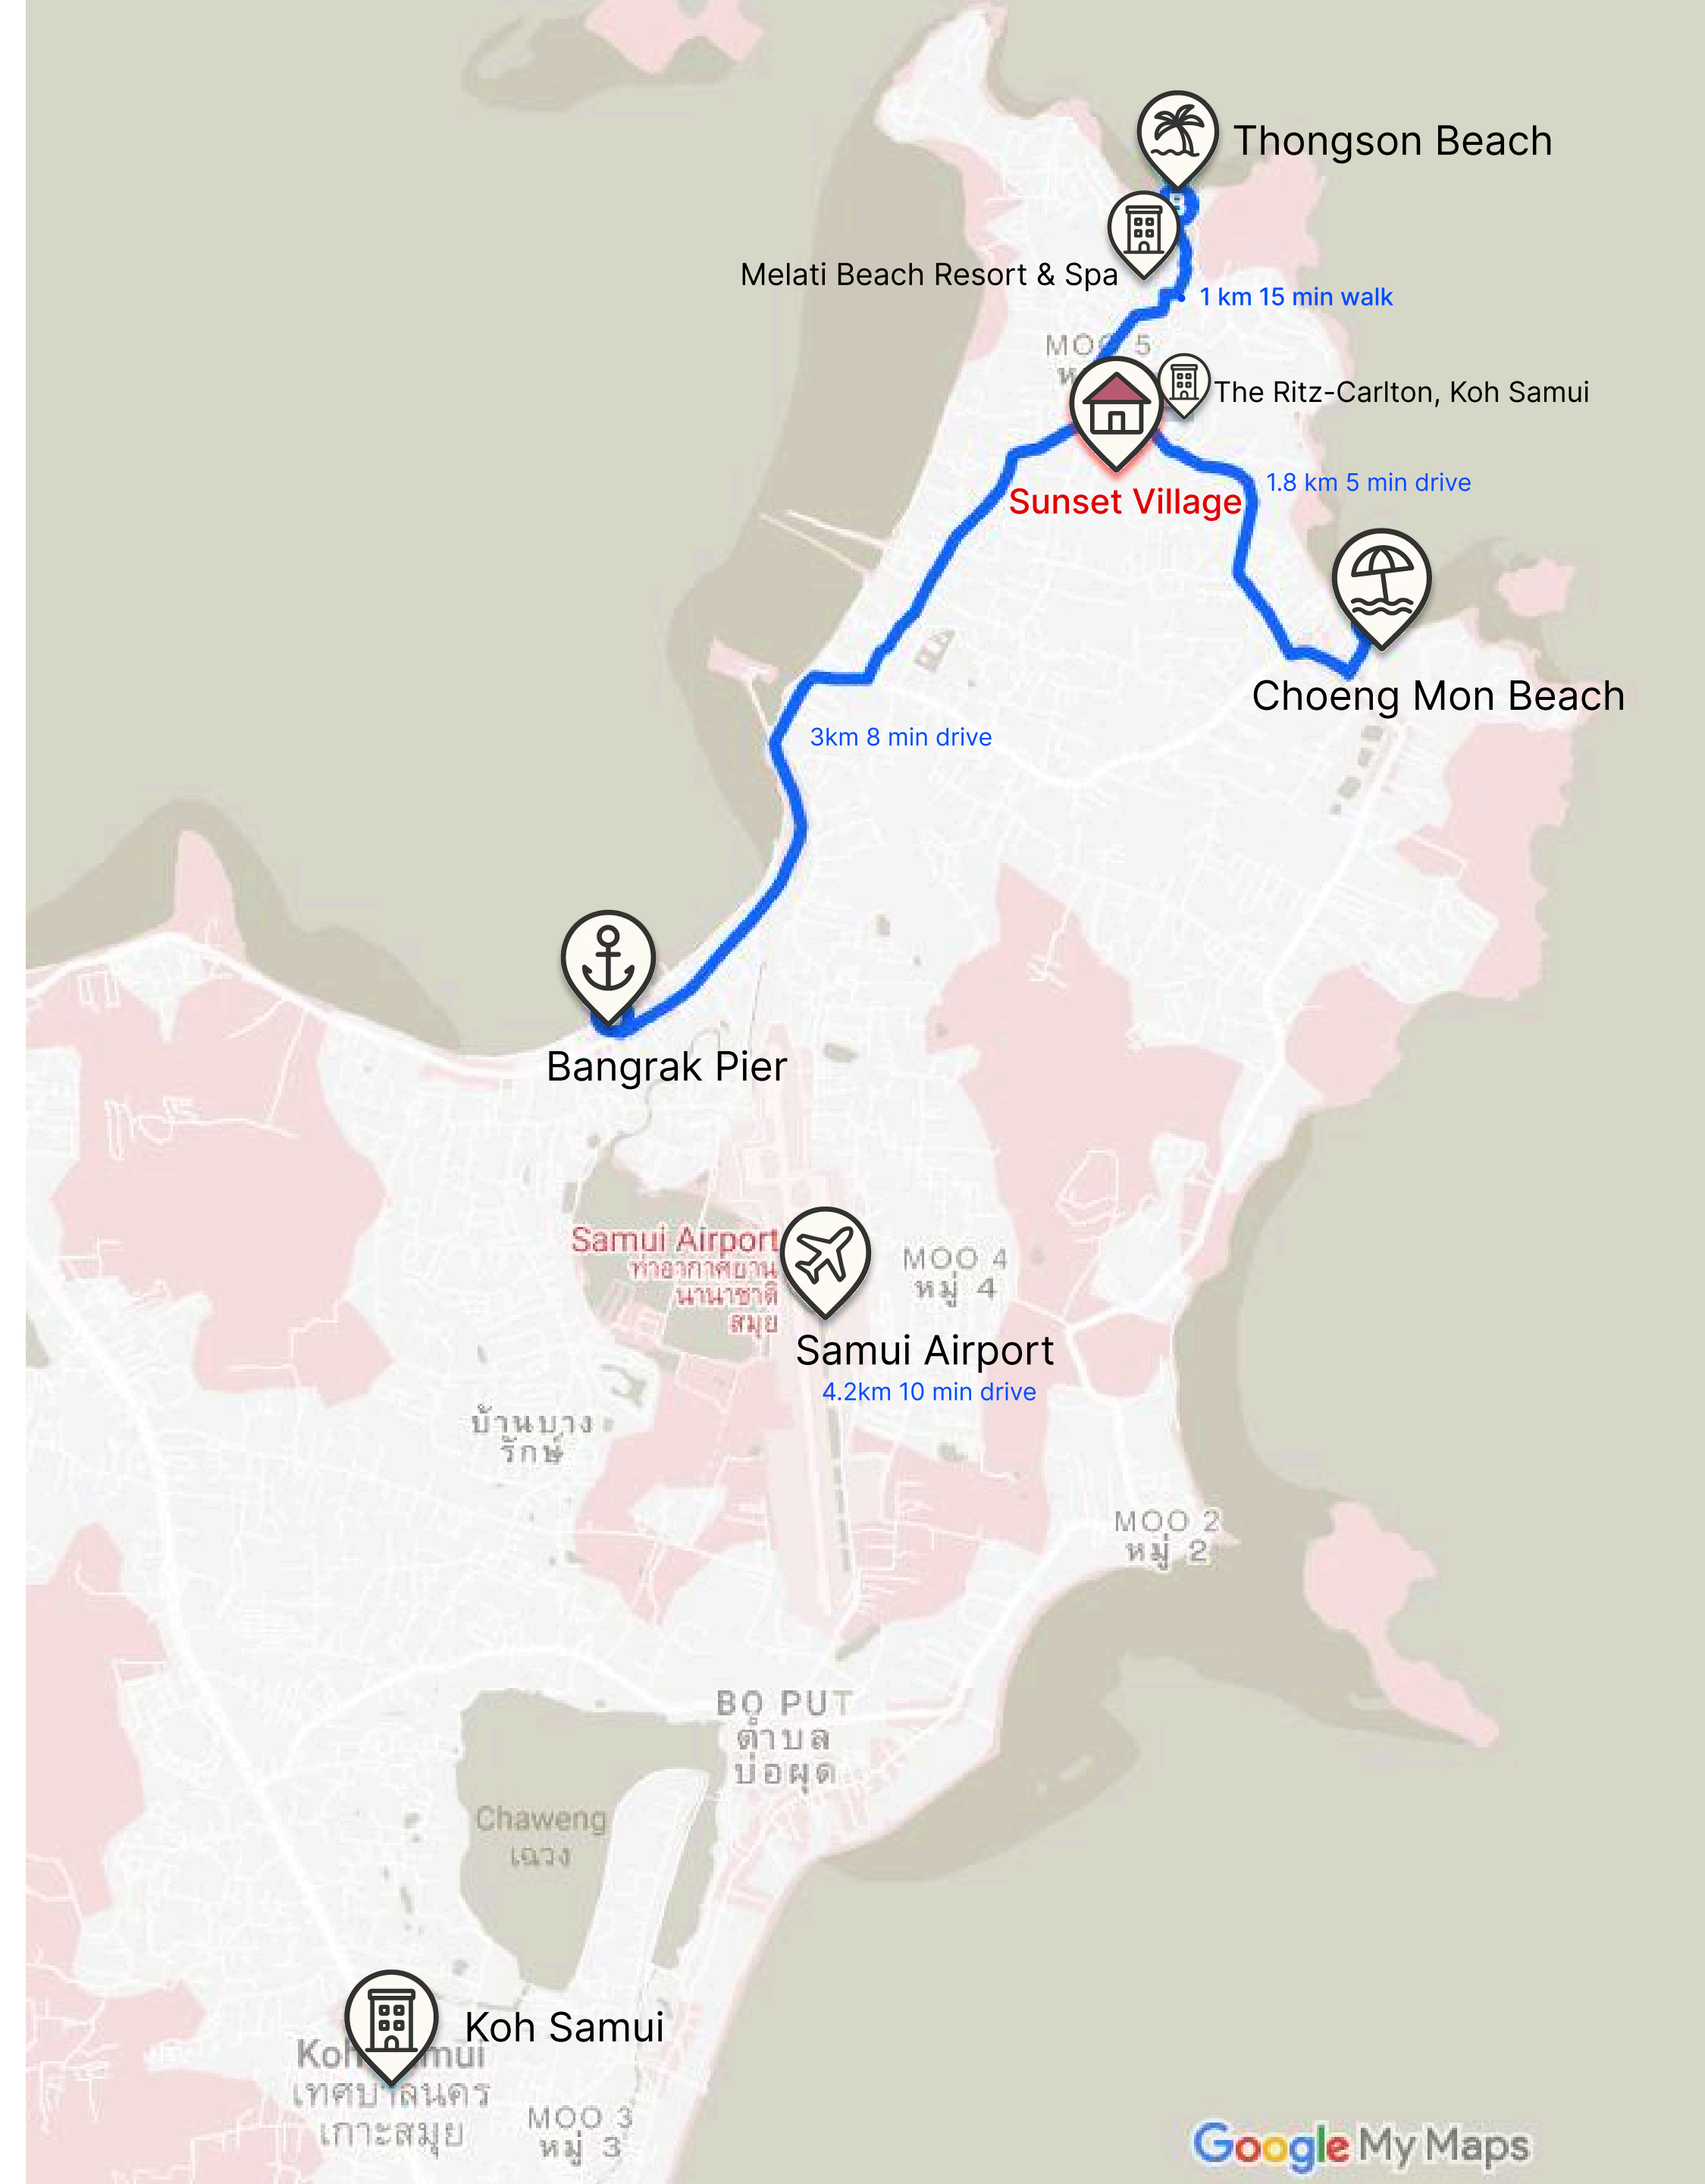 Thongson Beach
Melati Beach Resort & Spa
1 km 15 min walk
MOO 5
The Ritz-Carlton, Koh Samui
1.8 km 5 min drive
Sunset Village
Choeng Mon Beach
3km 8 min drive
Bangrak Pier
Samui Airport
ท่าอากาศยาน
นานาชาติ
สมุย
MOO 4
หมู่ 4
Samui Airport
4.2km 10 min drive
บ้านบาง
รักษ์
MOO 2
หมู่ 2
BO PUT
ตำบล
บ่อผุด
Chaweng
เฉวง
Koh Samui
เทศบาลนคร
เกาะสมุย
MOO 3
หมู่ 3
Google My Maps